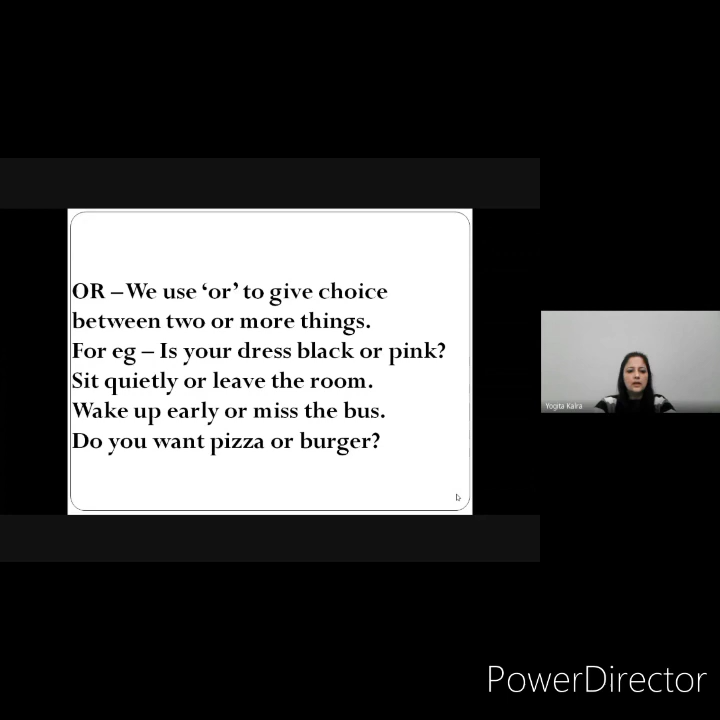 OR – We use ‘or’ to give choice
between two or more things.
For eg – Is your dress black or pink?
Sit quietly or leave the room.
Wake up early or miss the bus.
Do you want pizza or burger?
Yogita Kalra
PowerDirector